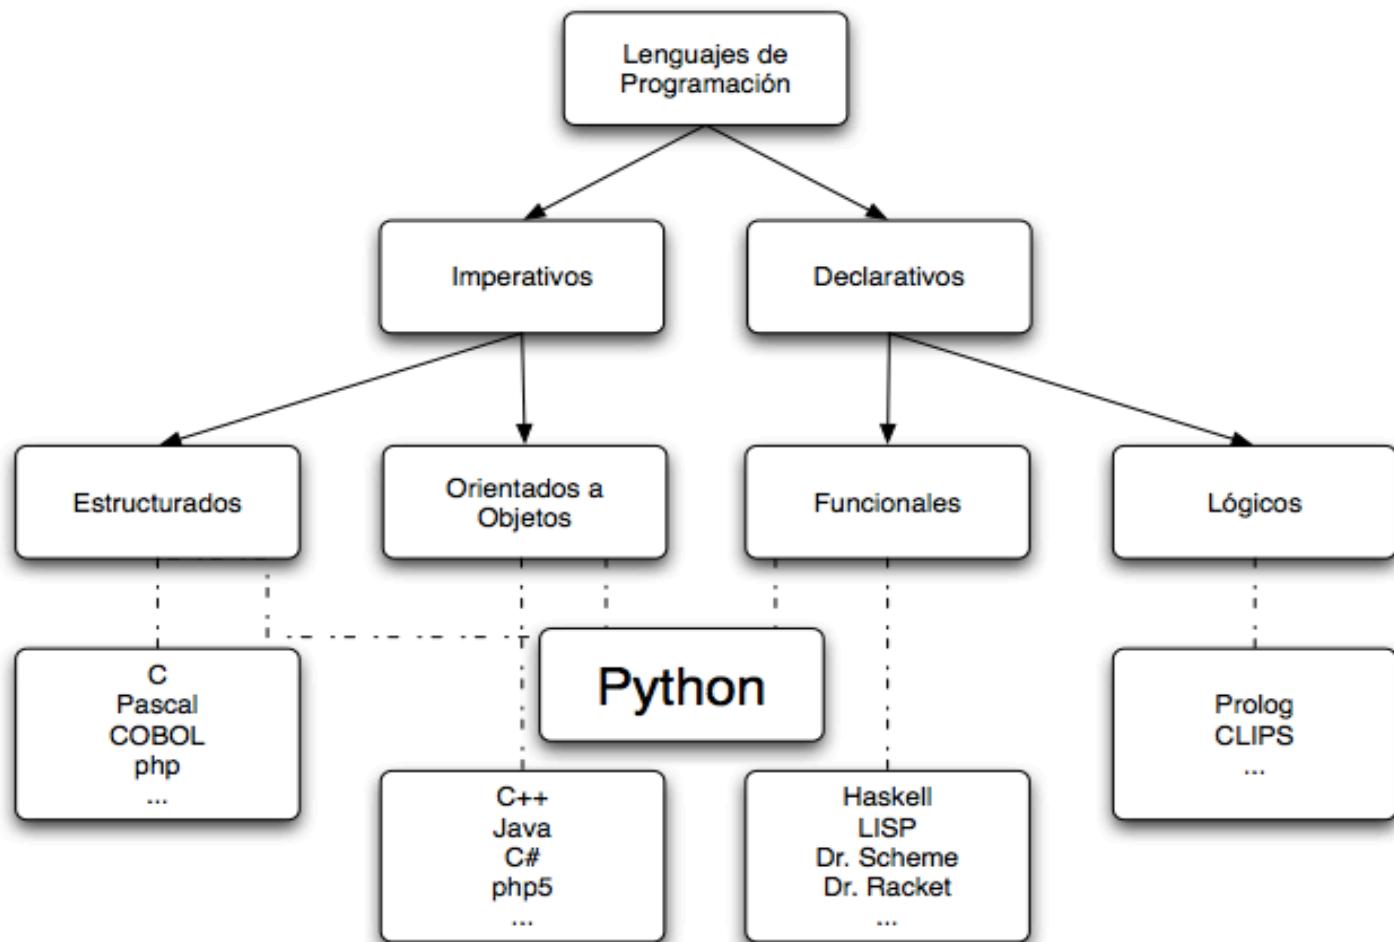 Lenguajes de
Programación
Imperativos
Declarativos
Estructurados
Orientados a
Objetos
Funcionales
Lógicos
C
Pascal
COBOL
php
...
Python
Prolog
CLIPS
...
C++
Java
C#
php5
...
Haskell
LISP
Dr. Scheme
Dr. Racket
...